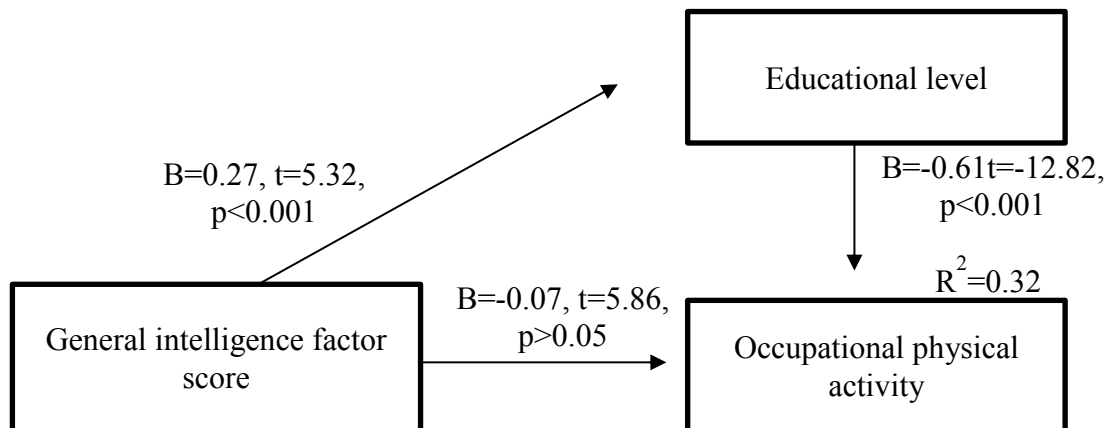 Educational level
B=0.27, t=5.32,
p<0.001
B=-0.61t=-12.82,
p<0.001
R²=0.32
B=-0.07, t=5.86,
p>0.05
General intelligence factor
score
Occupational physical
activity